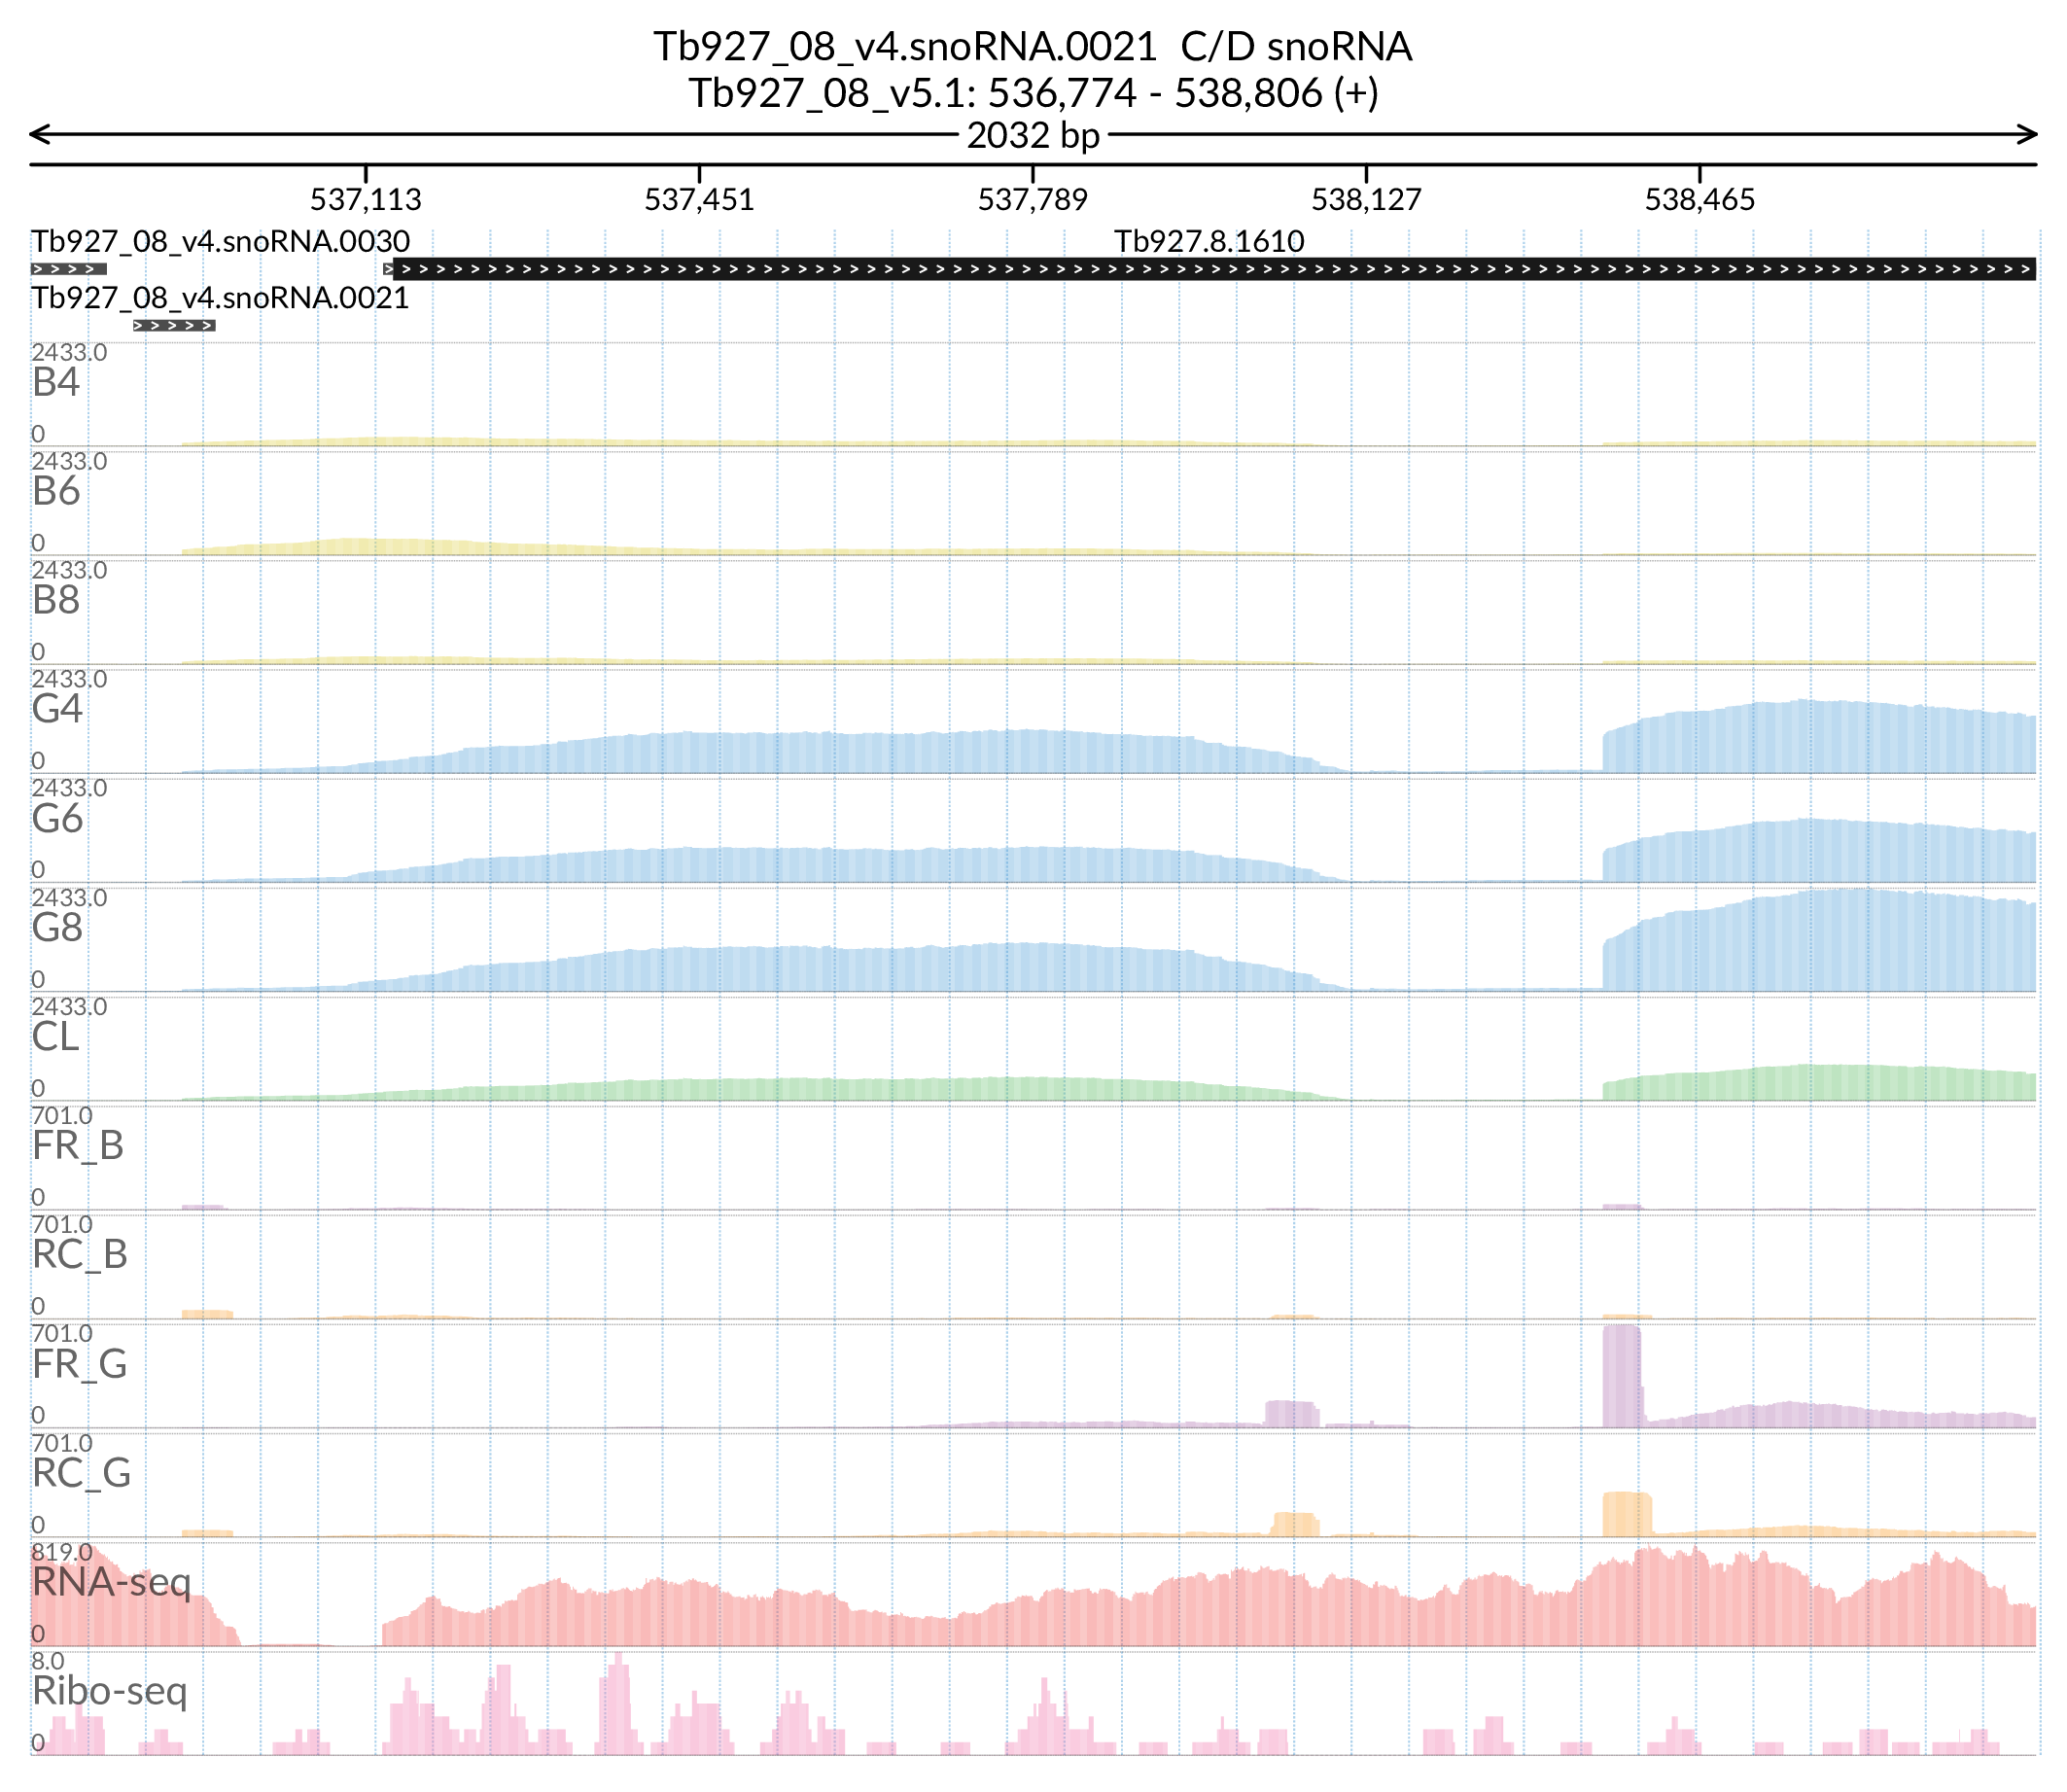 Tb927_08_v4.snoRNA.0021 C/D snoRNA
Tb927_08_v5.1: 536,774 - 538,806 (+)
2032 bp
537,113 537,451 537,789 538,127 538,465
Tb927_08_v4.snoRNA.0030 Tb927.8.1610
Tb927_08_v4.snoRNA.0021
2433.0
B4
0
2433.0
B6
0
2433.0
B8
0
2433.0
G4
0
2433.0
G6
0
2433.0
G8
0
2433.0
CL
0
701.0
FR_B
0
701.0
RC_B
0
701.0
FR_G
0
701.0
RC_G
0
819.0
RNA-seq
0
8.0
Ribo-seq
0